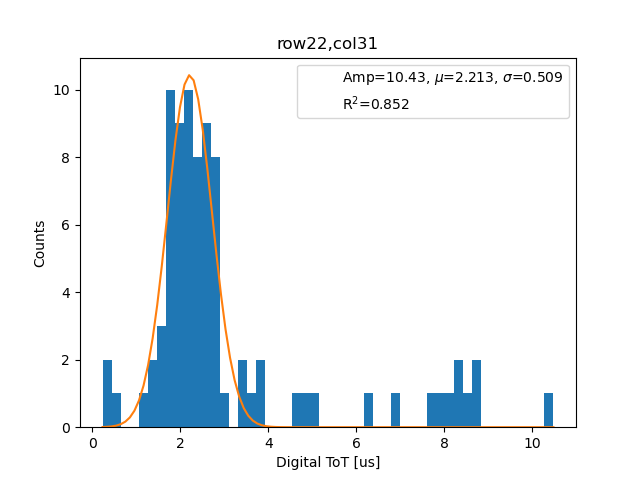 row22,col31
Amp=10.43, μ=2.213, σ=0.509
R²=0.852
Counts
10
8
6
4
2
0
0 2 4 6 8 10
Digital ToT [us]